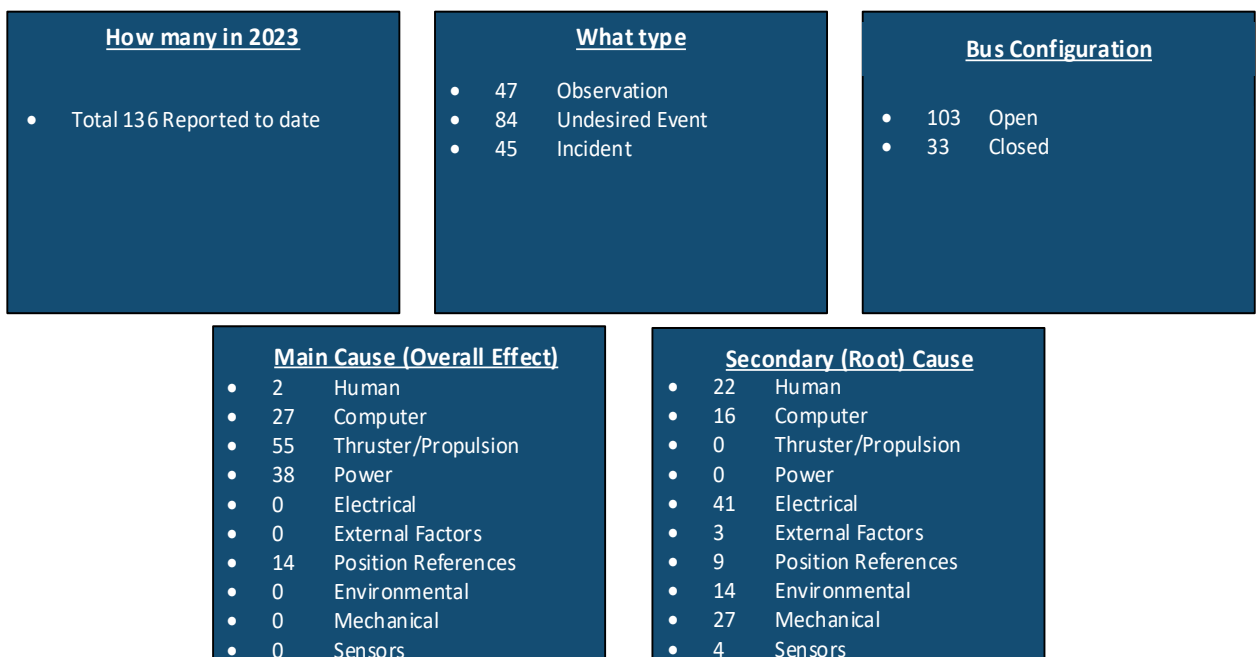 How many in 2023
• Total 136 Reported to date
What type
• 47 Observation
• 84 Undesired Event
• 45 Incident
Bus Configuration
• 103 Open
• 33 Closed
Main Cause (Overall Effect)
• 2 Human
• 27 Computer
• 55 Thruster/Propulsion
• 38 Power
• 0 Electrical
• 0 External Factors
• 14 Position References
• 0 Environmental
• 0 Mechanical
• 0 Sensors
Secondary (Root) Cause
• 22 Human
• 16 Computer
• 0 Thruster/Propulsion
• 0 Power
• 41 Electrical
• 3 External Factors
• 9 Position References
• 14 Environmental
• 27 Mechanical
• 4 Sensors